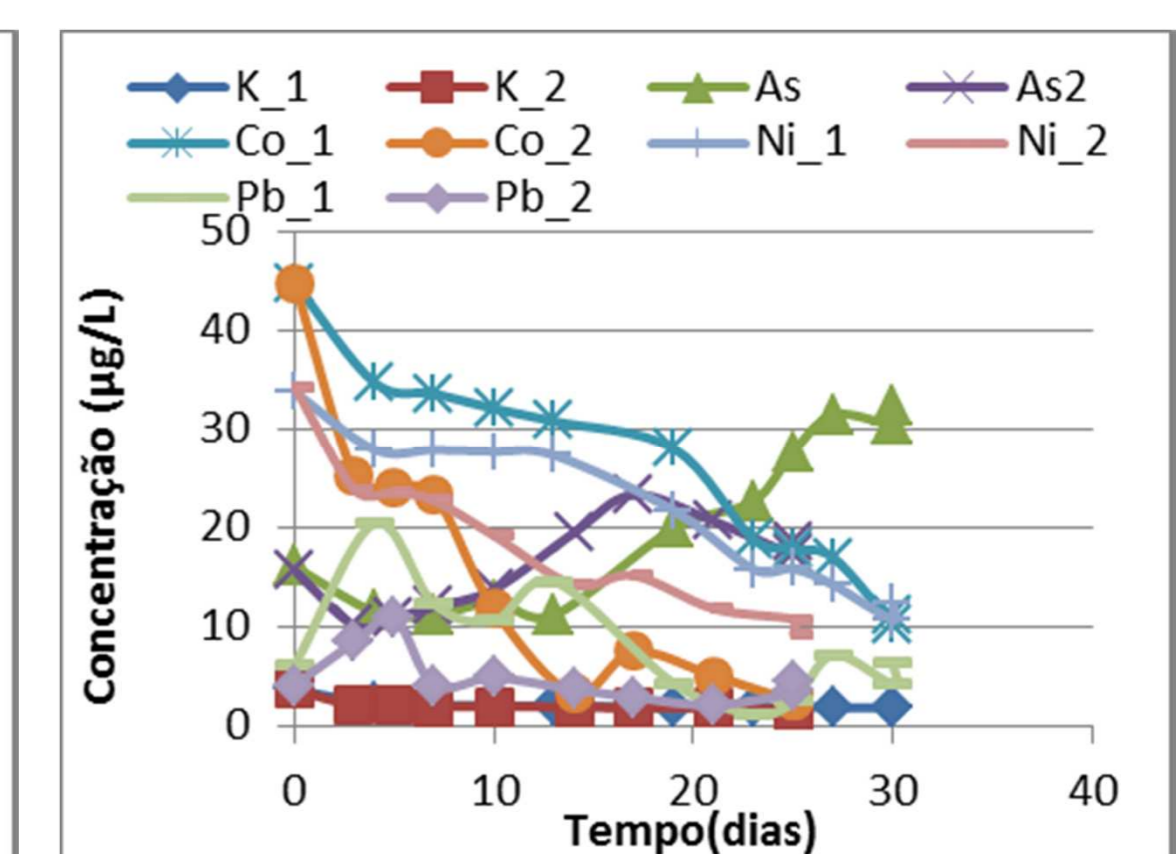 K_1 K_2 As As2
Co_1 Co_2 Ni_1 Ni_2
Pb_1 Pb_2
50
40
30
20
10
0
Concentração (µg/L)
0 10 20 30 40
Tempo(dias)